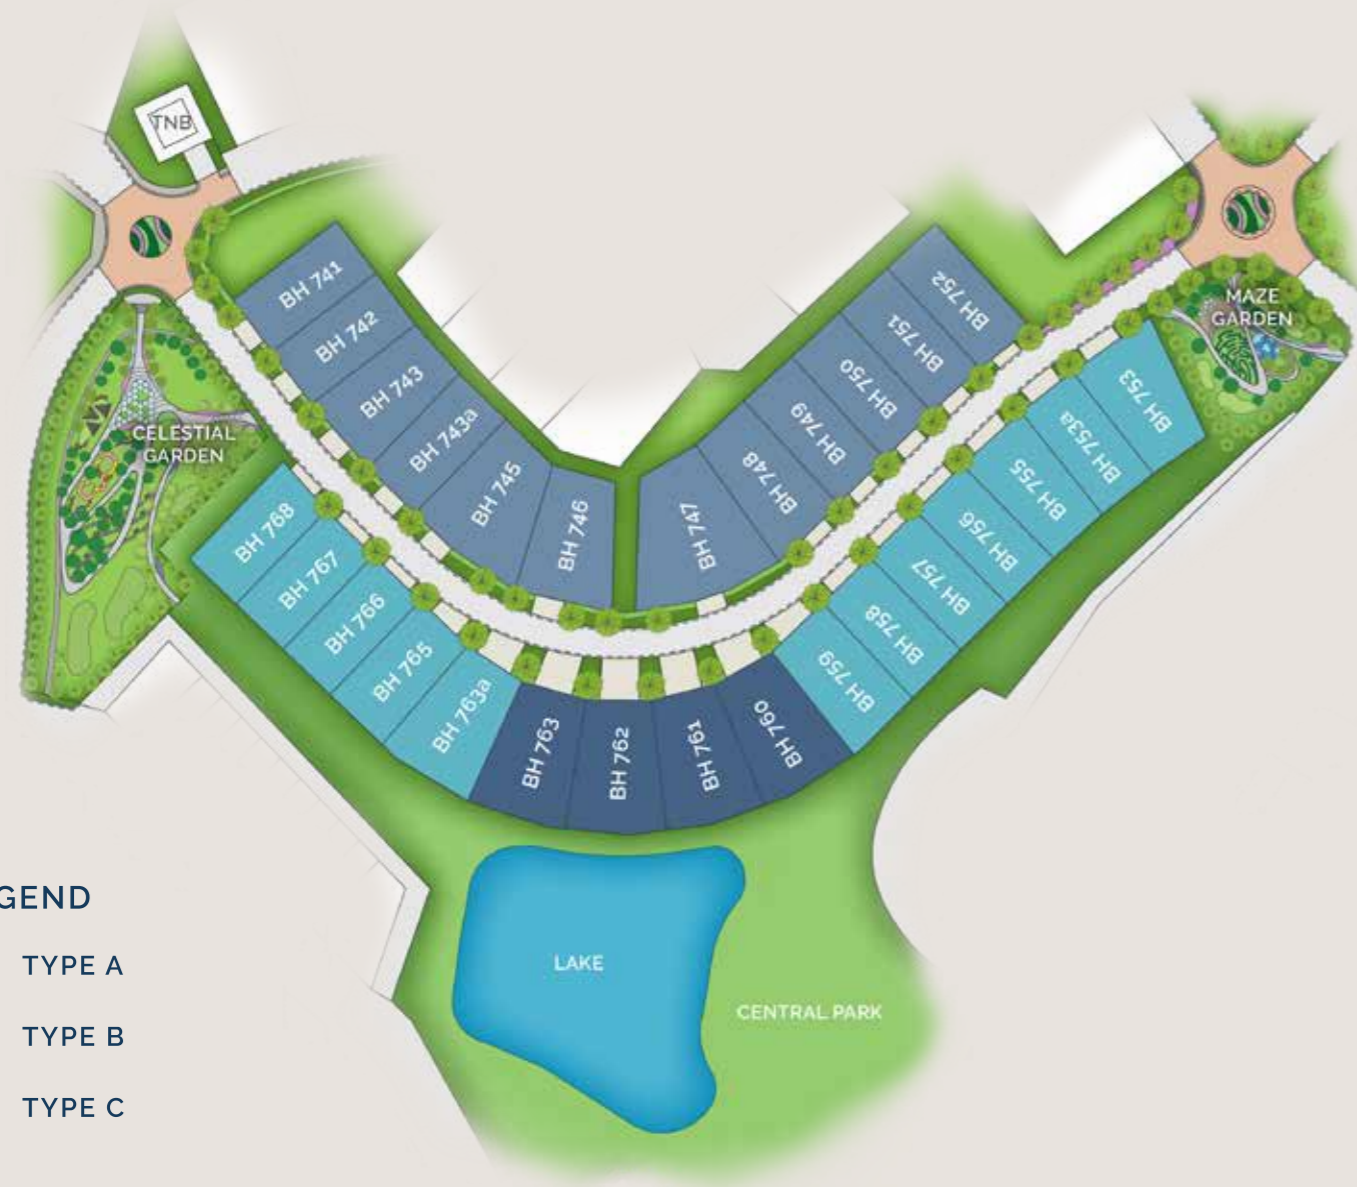 TNB
CELESTIAL
GARDEN
MAZE
GARDEN
BH 741
BH 742
BH 743
BH 743a
BH 745
BH 746
BH 747
BH 748
BH 749
BH 750
BH 751
BH 752
BH 753
BH 753a
BH 755
BH 756
BH 757
BH 758
BH 759
BH 760
BH 761
BH 762
BH 763
BH 763a
BH 765
BH 766
BH 767
BH 768
LAKE
CENTRAL PARK
GEND
TYPE A
TYPE B
TYPE C